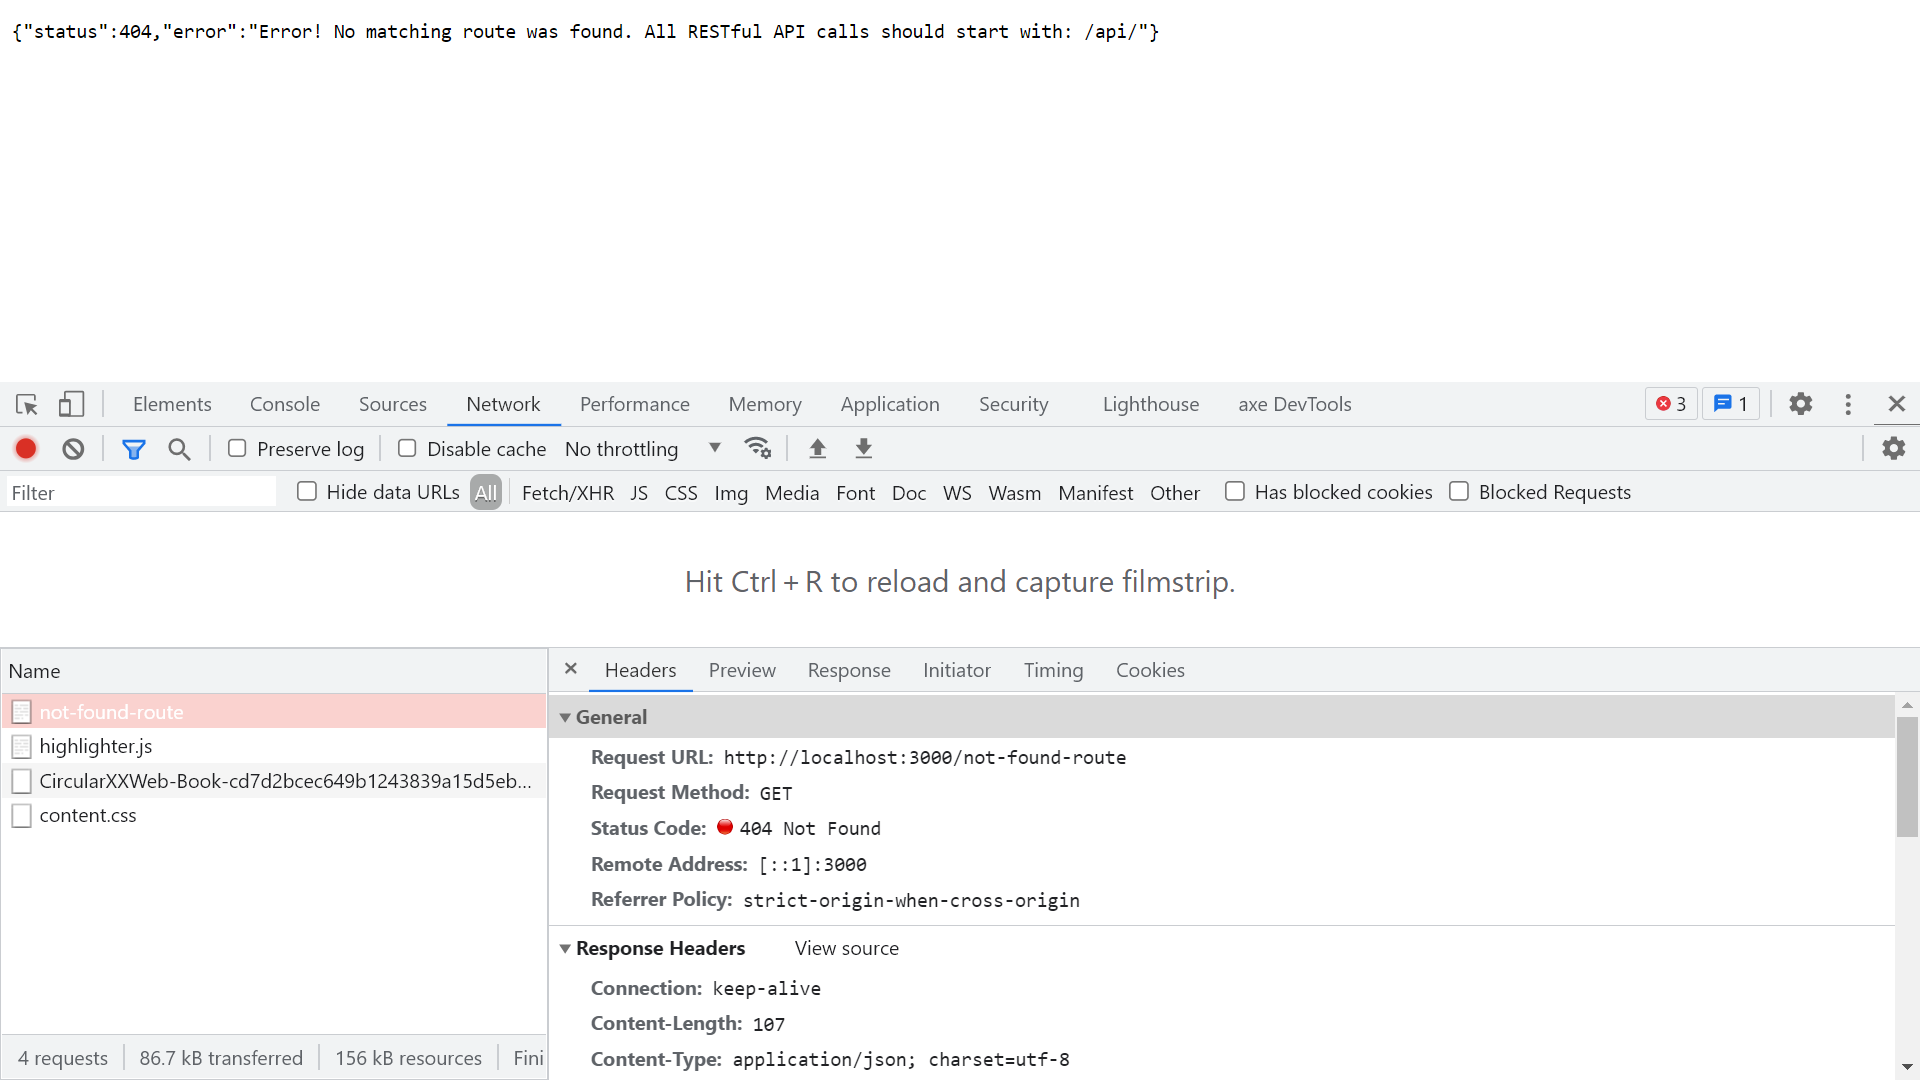 {"status":404,"error":"Error! No matching route was found. All RESTful API calls should start with: /api/"}
Elements Console Sources Network Performance Memory Application Security Lighthouse axe DevTools 3 1
Preserve log Disable cache No throttling
Filter Hide data URLs All Fetch/XHR JS CSS Img Media Font Doc WS Wasm Manifest Other Has blocked cookies Blocked Requests
Hit Ctrl + R to reload and capture filmstrip.
Name
not-found-route
highlighter.js
CircularXXWeb-Book-cd7d2bcec649b1243839a15d5eb...
content.css
4 requests 86.7 kB transferred 156 kB resources Fini
Headers Preview Response Initiator Timing Cookies
General
Request URL: http://localhost:3000/not-found-route
Request Method: GET
Status Code: 404 Not Found
Remote Address: [::1]:3000
Referrer Policy: strict-origin-when-cross-origin
Response Headers View source
Connection: keep-alive
Content-Length: 107
Content-Type: application/json; charset=utf-8